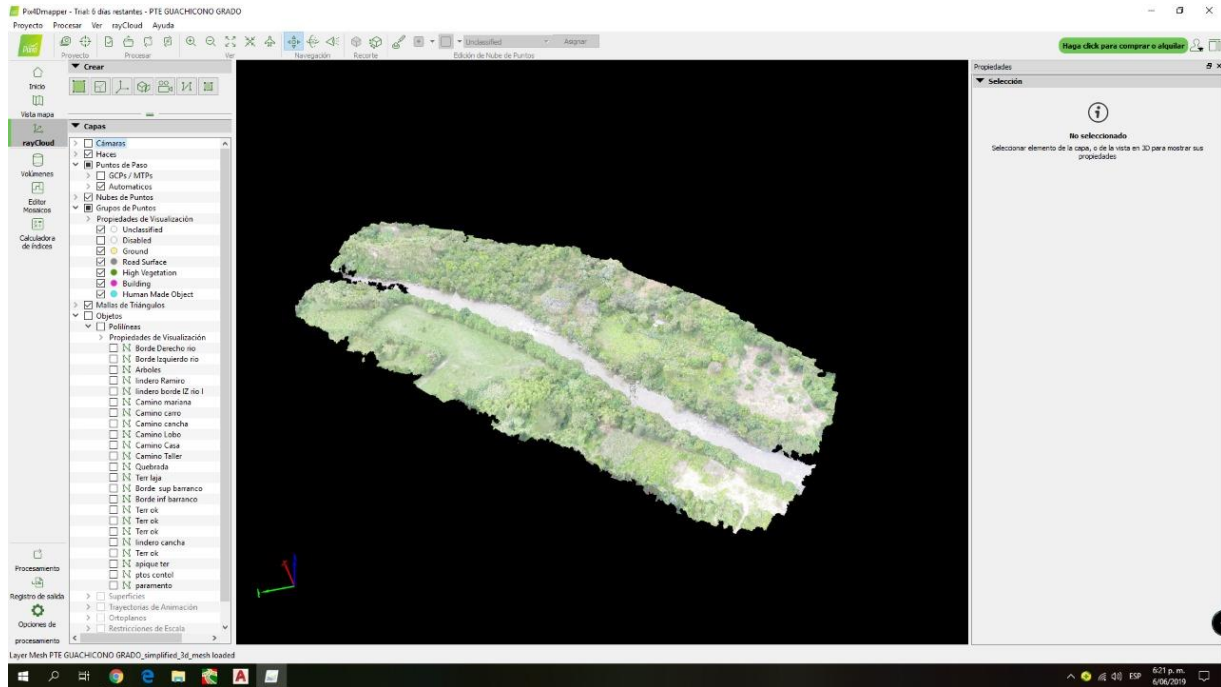 Pix4Dmapper - Trial: 6 días restantes - PTE GUACHICONO GRADO
Proyecto Procesar Ver rayCloud Ayuda
Unclassified Asignar
Haga click para comprar o alquilar
Proyecto Procesar Ver Navegación Recorte Edición de Nube de Puntos
Inicio
Vista mapa
rayCloud
Volúmenes
Editor
Mosaicos
Calculadora
de índices
Procesamiento
Registro de salida
Opciones de
procesamiento
Crear
Capas
Cámaras
Haces
Puntos de Paso
GCPs / MTPs
Automaticos
Nubes de Puntos
Grupos de Puntos
Propiedades de Visualización
Unclassified
Disabled
Ground
Road Surface
High Vegetation
Building
Human Made Object
Mallas de Triángulos
Objetos
Polilíneas
Propiedades de Visualización
Borde Derecho rio
Borde Izquierdo rio
Arboles
lindero Ramiro
lindero borde IZ rio I
Camino mariana
Camino carro
Camino cancha
Camino Lobo
Camino Casa
Camino Taller
Quebrada
Terr laja
Borde sup barranco
Borde inf barranco
Terr ok
Terr ok
Terr ok
lindero cancha
Terr ok
apique ter
ptos contol
paramento
Superficies
Trayectorias de Animación
Ortoplanos
Restricciones de Escala
Propiedades
Selección
No seleccionado
Seleccionar elemento de la capa, o de la vista en 3D para mostrar sus
propiedades
Layer Mesh PTE GUACHICONO GRADO_simplified_3d_mesh loaded
ESP
6:21 p. m.
6/06/2019